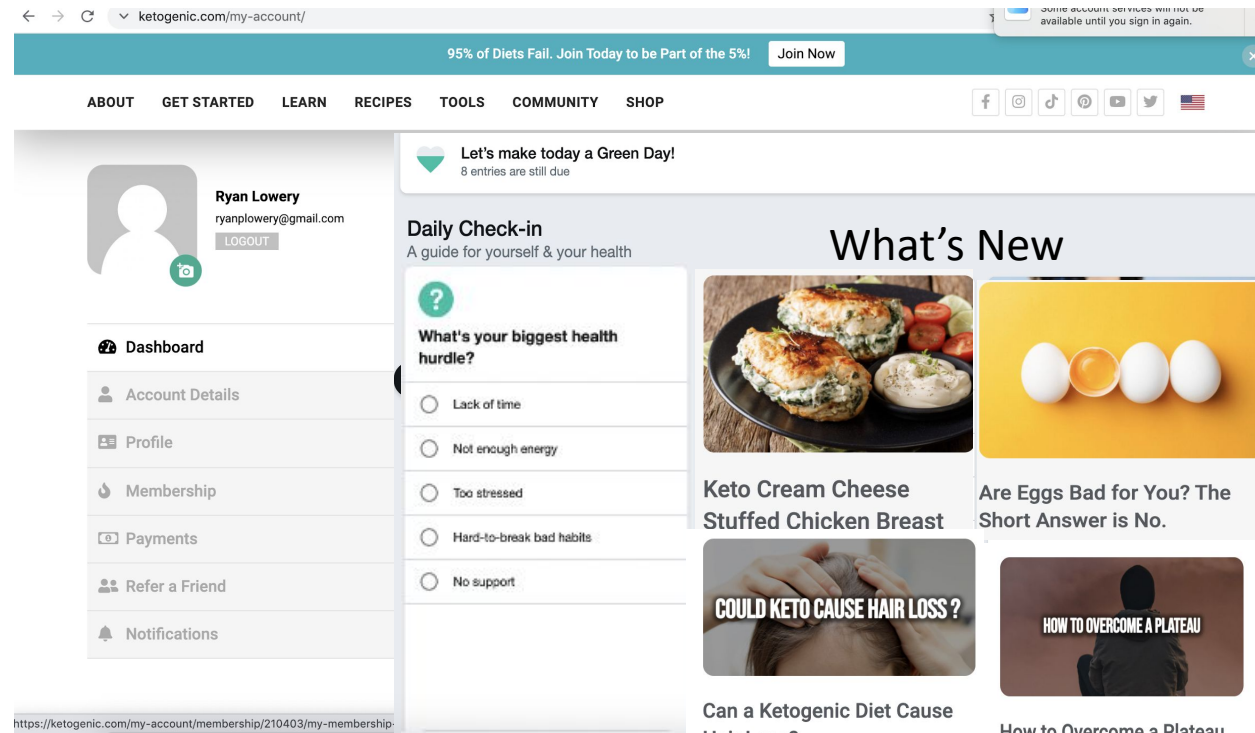 ketogenic.com/my-account/
available until you sign in again.
95% of Diets Fail. Join Today to be Part of the 5%!
Join Now
ABOUT GET STARTED LEARN RECIPES TOOLS COMMUNITY SHOP
Let's make today a Green Day!
8 entries are still due
Ryan Lowery
ryanplowery@gmail.com
LOGOUT
Dashboard
Account Details
Profile
Membership
Payments
Refer a Friend
Notifications
Daily Check-in
A guide for yourself & your health
?
What's your biggest health
hurdle?
Lack of time
Not enough energy
Too stressed
Hard-to-break bad habits
No support
What's New
Keto Cream Cheese
Stuffed Chicken Breast
Are Eggs Bad for You? The
Short Answer is No.
COULD KETO CAUSE HAIR LOSS ?
Can a Ketogenic Diet Cause
HOW TO OVERCOME A PLATEAU
How to Overcome a Plateau
https://ketogenic.com/my-account/membership/210403/my-membership-